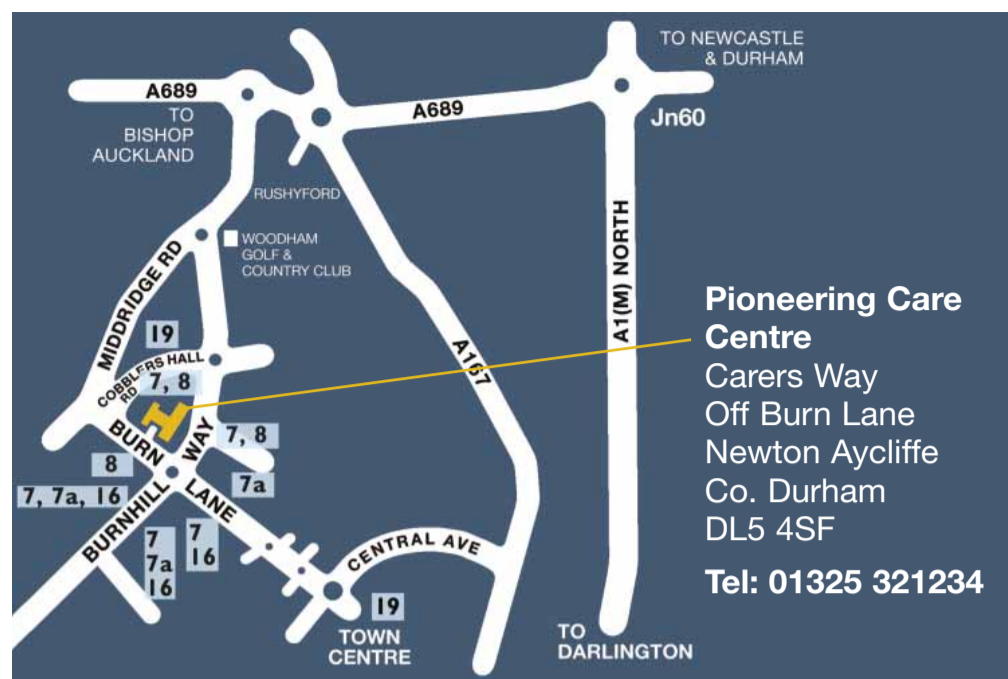 TO NEWCASTLE
& DURHAM
A689
TO
BISHOP
AUCKLAND
A689
Jn60
RUSHYFORD
WOODHAM
GOLF &
COUNTRY CLUB
MIDDRIDGE RD
A1(M) NORTH
A167
19
COBBLERS HALL
RD
7, 8
BURN
WAY
7, 8
8
7a
7, 7a, 16
BURNHILL
LANE
7
7a
16
7
16
CENTRAL AVE
19
TOWN
CENTRE
TO
DARLINGTON
Pioneering Care
Centre
Carers Way
Off Burn Lane
Newton Aycliffe
Co. Durham
DL5 4SF
Tel: 01325 321234